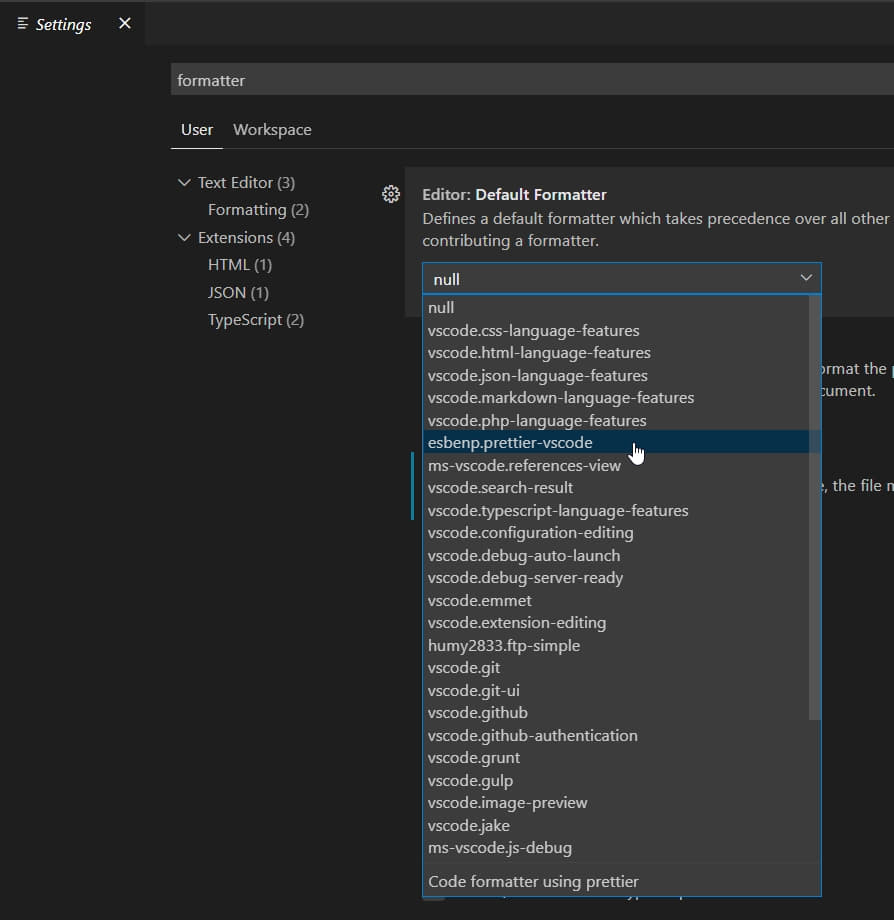 Settings
formatter
User Workspace
Text Editor (3)
Formatting (2)
Extensions (4)
HTML (1)
JSON (1)
TypeScript (2)
Editor: Default Formatter
Defines a default formatter which takes precedence over all other
contributing a formatter.
null
null
vscode.css-language-features
vscode.html-language-features
vscode.json-language-features
vscode.markdown-language-features
vscode.php-language-features
esbenp.prettier-vscode
ms-vscode.references-view
vscode.search-result
vscode.typescript-language-features
vscode.configuration-editing
vscode.debug-auto-launch
vscode.debug-server-ready
vscode.emmet
vscode.extension-editing
humy2833.ftp-simple
vscode.git
vscode.git-ui
vscode.github
vscode.github-authentication
vscode.grunt
vscode.gulp
vscode.image-preview
vscode.jake
ms-vscode.js-debug
Code formatter using prettier
the
, the file